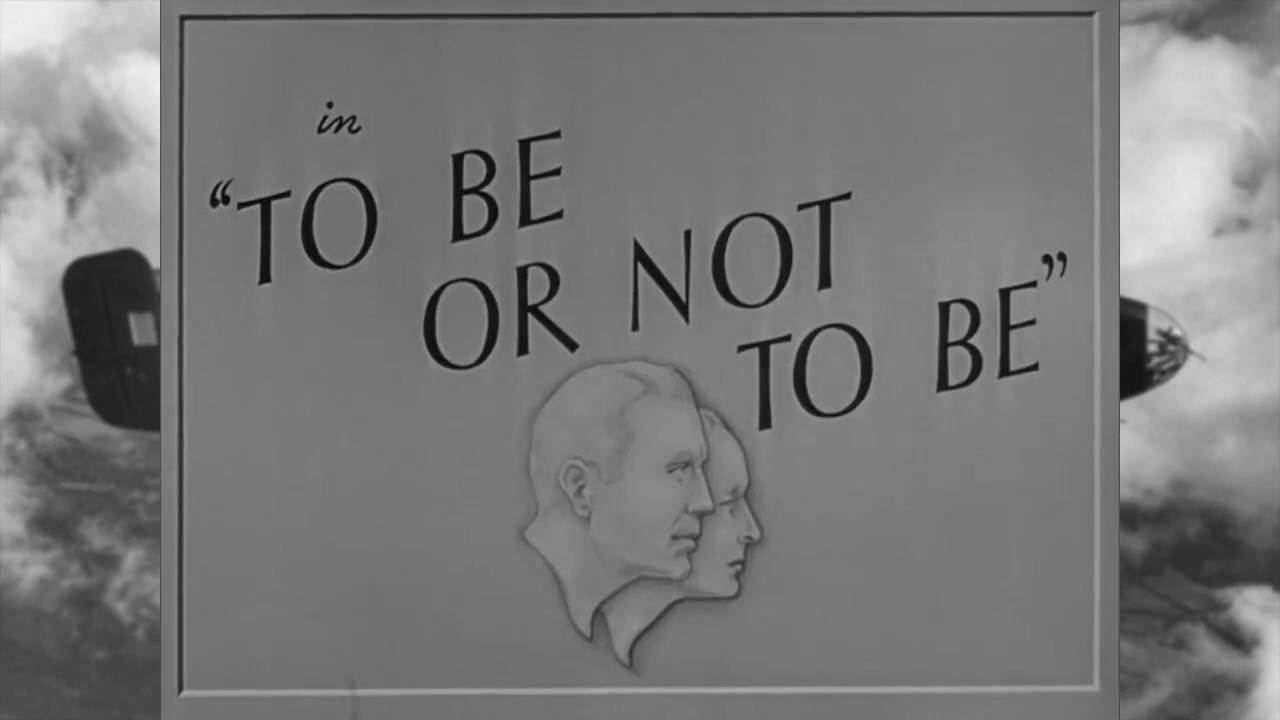 in
“TO BE
OR NOT
TO BE”